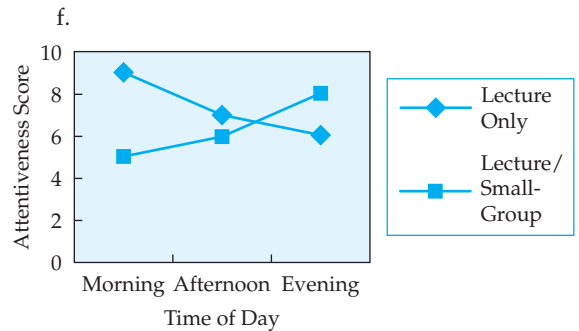 f.
10
8
6
4
2
0
Attentiveness Score
Morning Afternoon Evening
Time of Day
Lecture
Only
Lecture/
Small-
Group